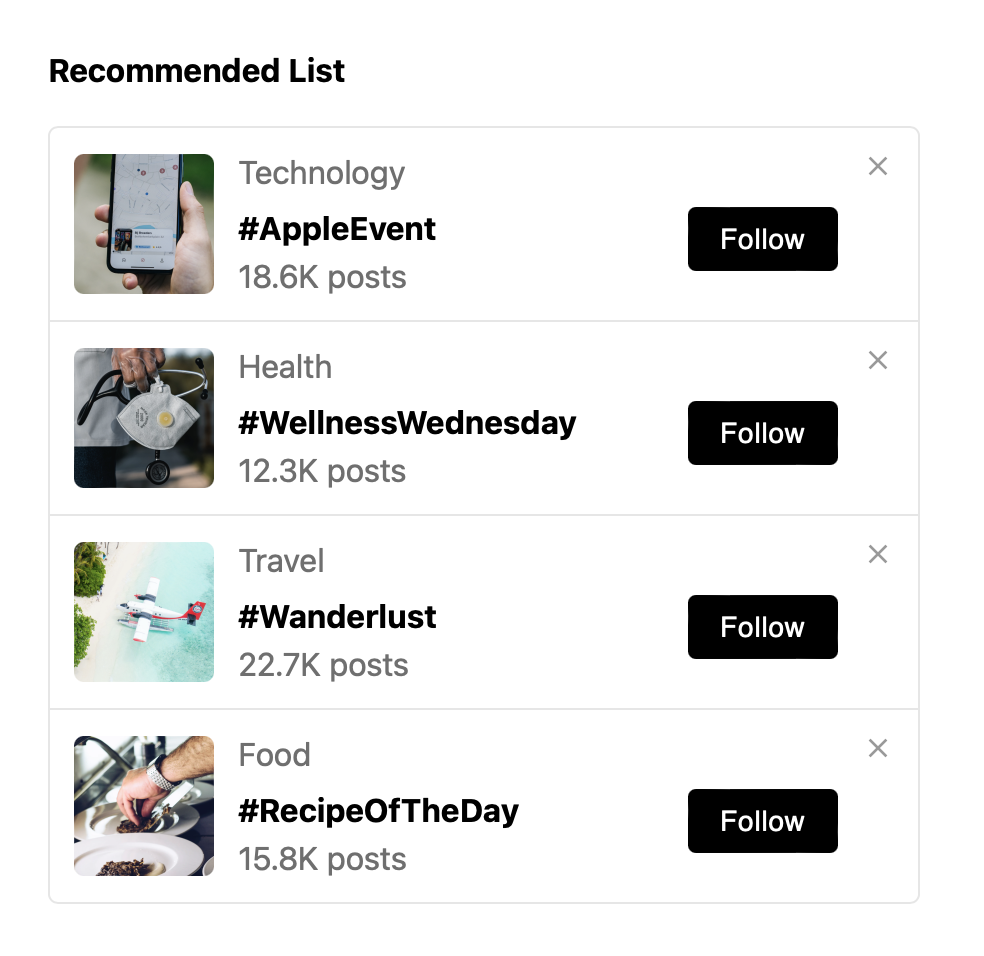 Recommended List
Technology
#AppleEvent
18.6K posts
Follow
Health
#WellnessWednesday
12.3K posts
Follow
Travel
#Wanderlust
22.7K posts
Follow
Food
#RecipeOfTheDay
15.8K posts
Follow